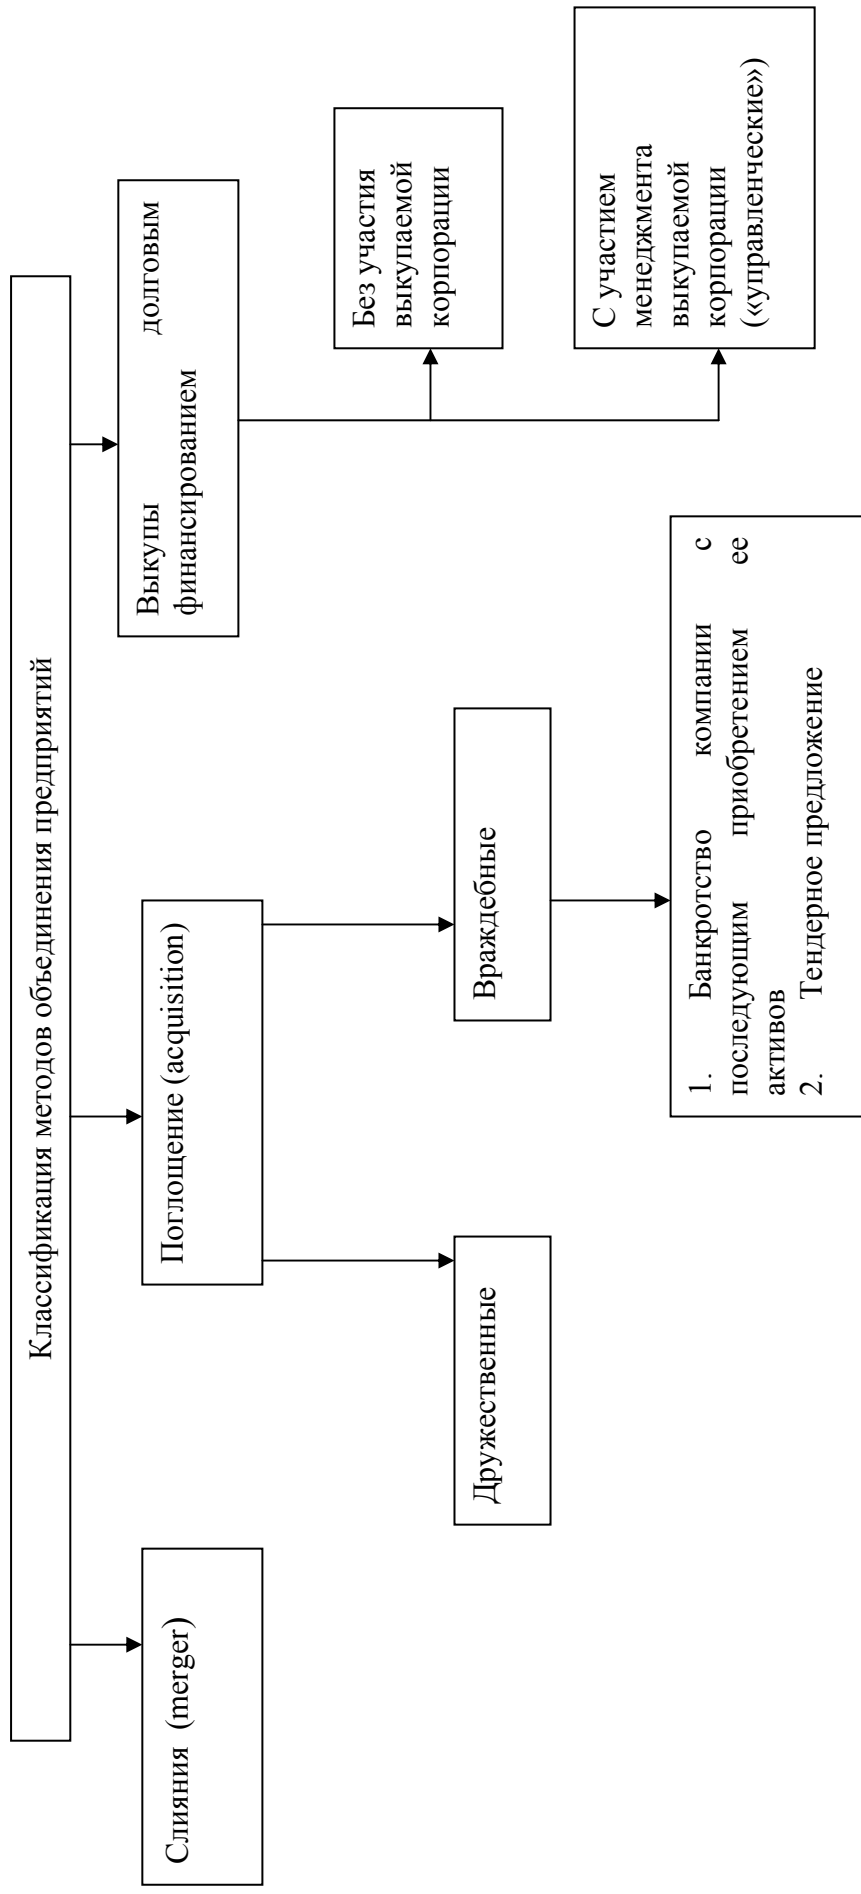 Классификация методов объединения предприятий
Слияния (merger)
Поглощение (acquisition)
Выкупы долговым
финансированием
Дружественные
Враждебные
Без участия
выкупаемой
корпорации
1. Банкротство компании с
последующим приобретением ее
активов
2. Тендерное предложение
С участием
менеджмента
выкупаемой
корпорации
(«управленческие»)